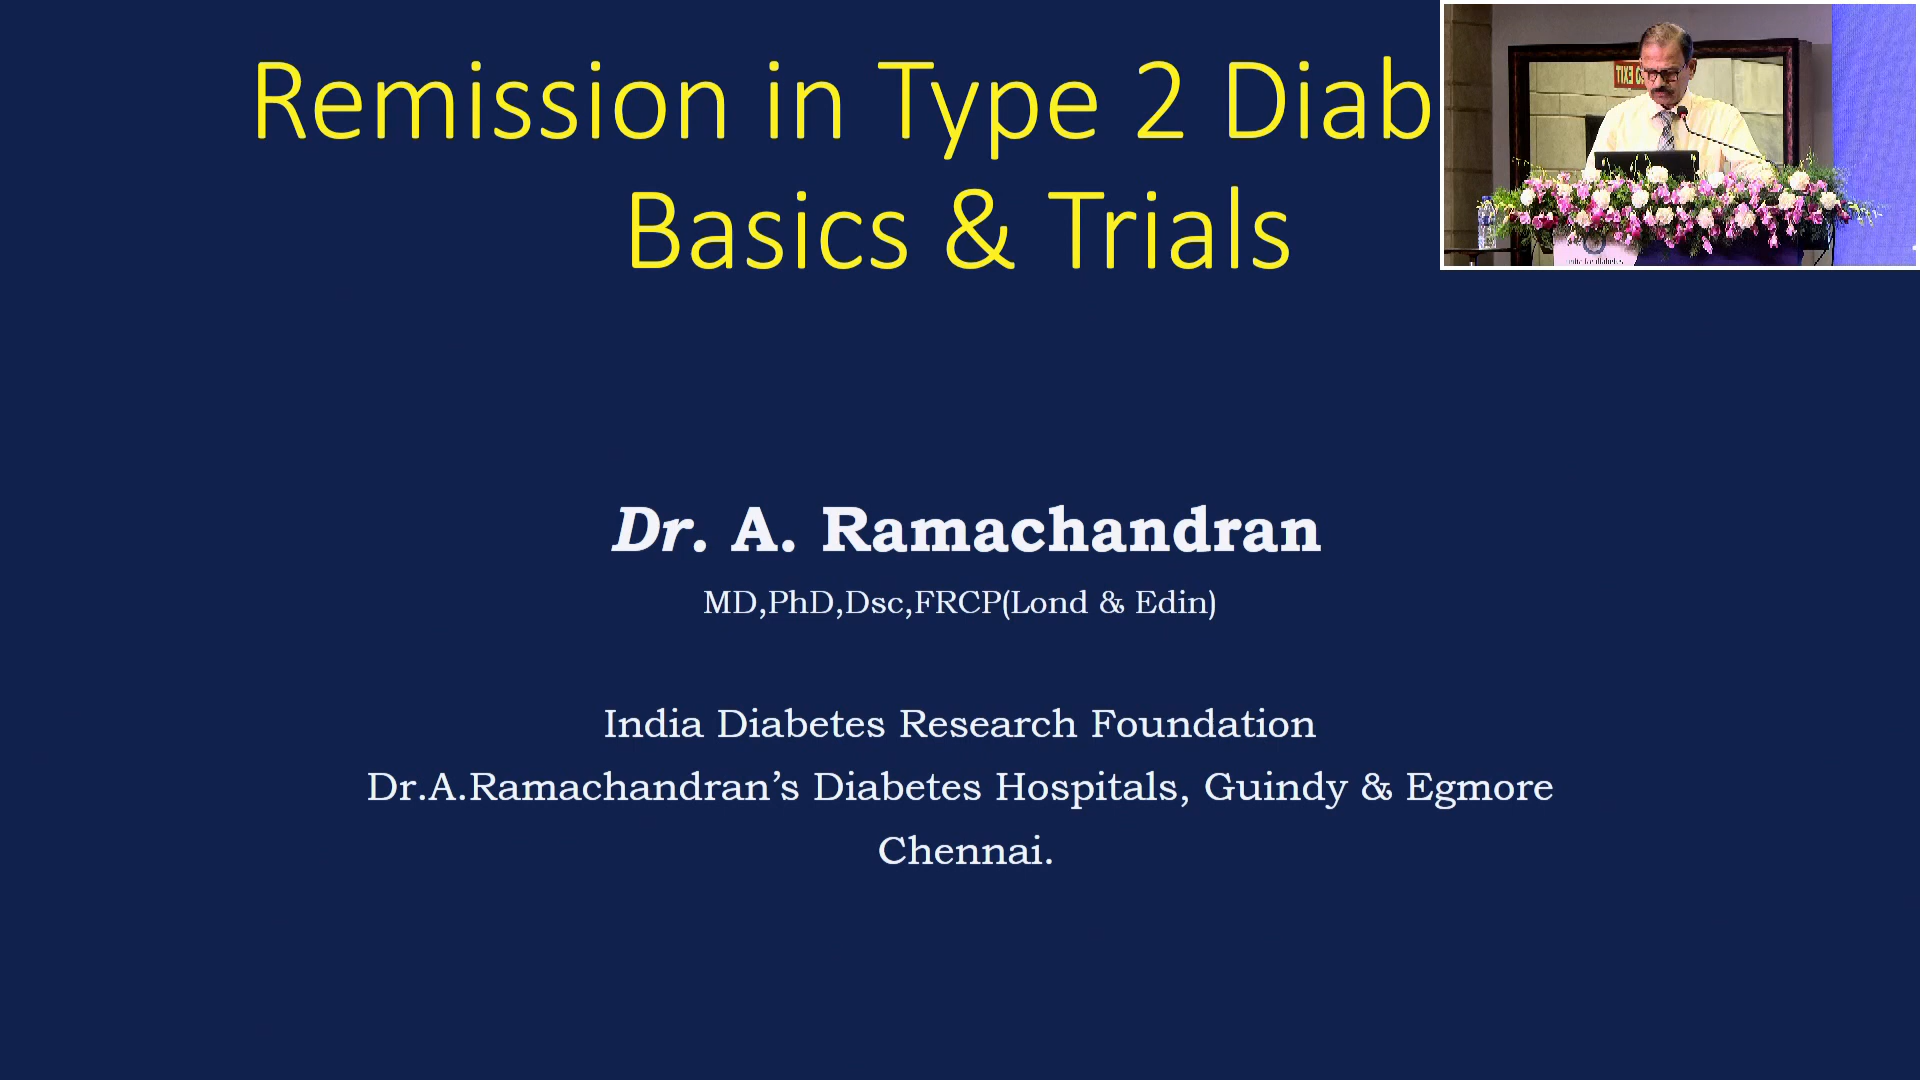 Remission in Type 2 Diab
Basics & Trials
EXIT
Dr. A. Ramachandran
MD,PhD,Dsc,FRCP(Lond & Edin)
India Diabetes Research Foundation
Dr.A.Ramachandran’s Diabetes Hospitals, Guindy & Egmore
Chennai.